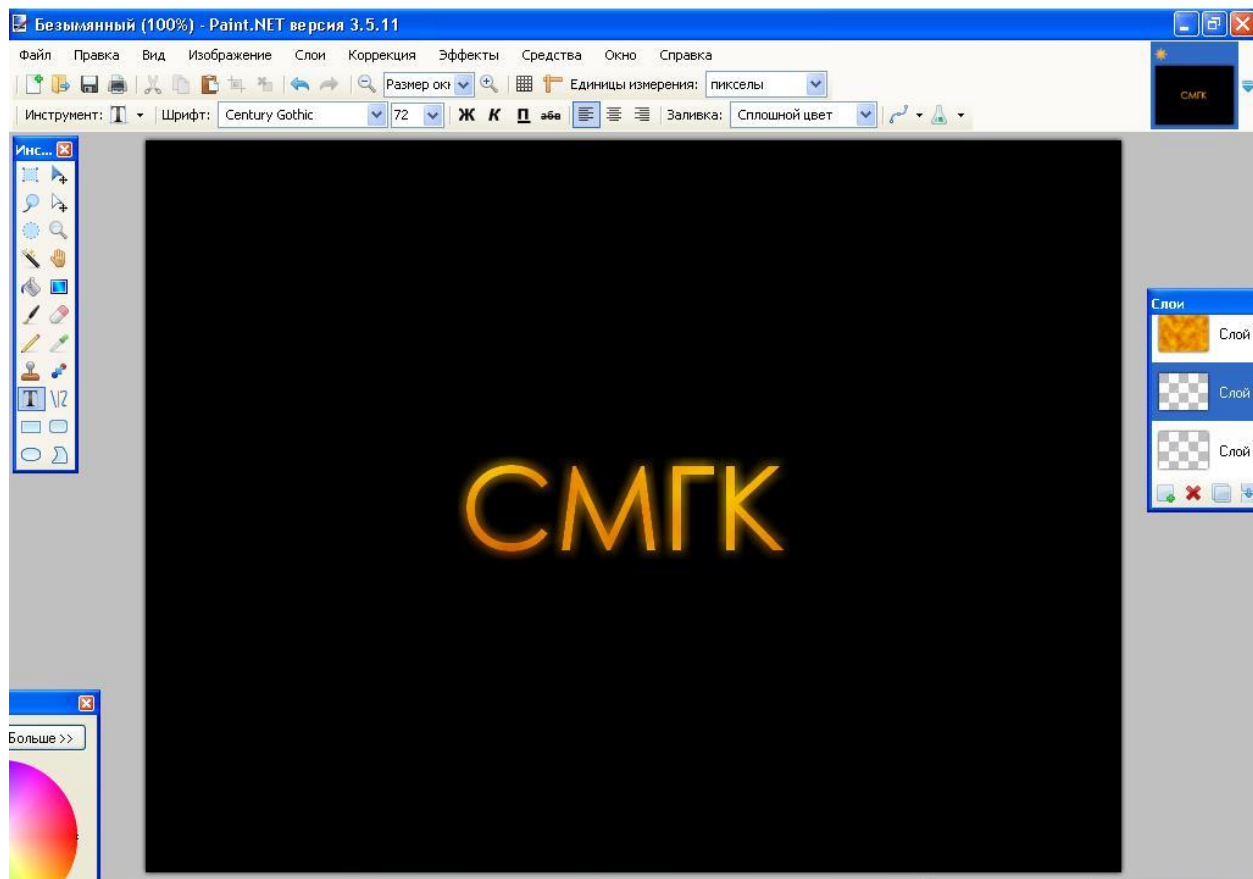 Безымянный (100%) - Paint.NET версия 3.5.11
Файл Правка Вид Изображение Слои Коррекция Эффекты Средства Окно Справка
Размер окн Единицы измерения: пикселы
СМГК
Инструмент: T Шрифт: Century Gothic 72 Ж К П абв Заливка: Сплошной цвет
Инс...
Слои
Слой
Слой
Слой
СМГК
Больше >>